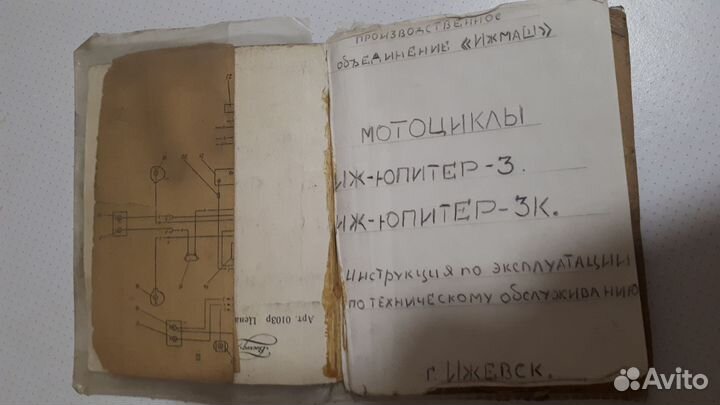 ПРОИЗВОДСТВЕННОЕ
ОБЪЕДИНЕНИЕ «ИЖМАШ»
МОТОЦИКЛЫ
ИЖ-ЮПИТЕР-3.
ИЖ-ЮПИТЕР-3К.
ИНСТРУКЦИЯ ПО ЭКСПЛУАТАЦИИ
ПО ТЕХНИЧЕСКОМУ ОБСЛУЖИВАНИЮ
Г. ИЖЕВСК.
Арт. 0103р Цена
Avito